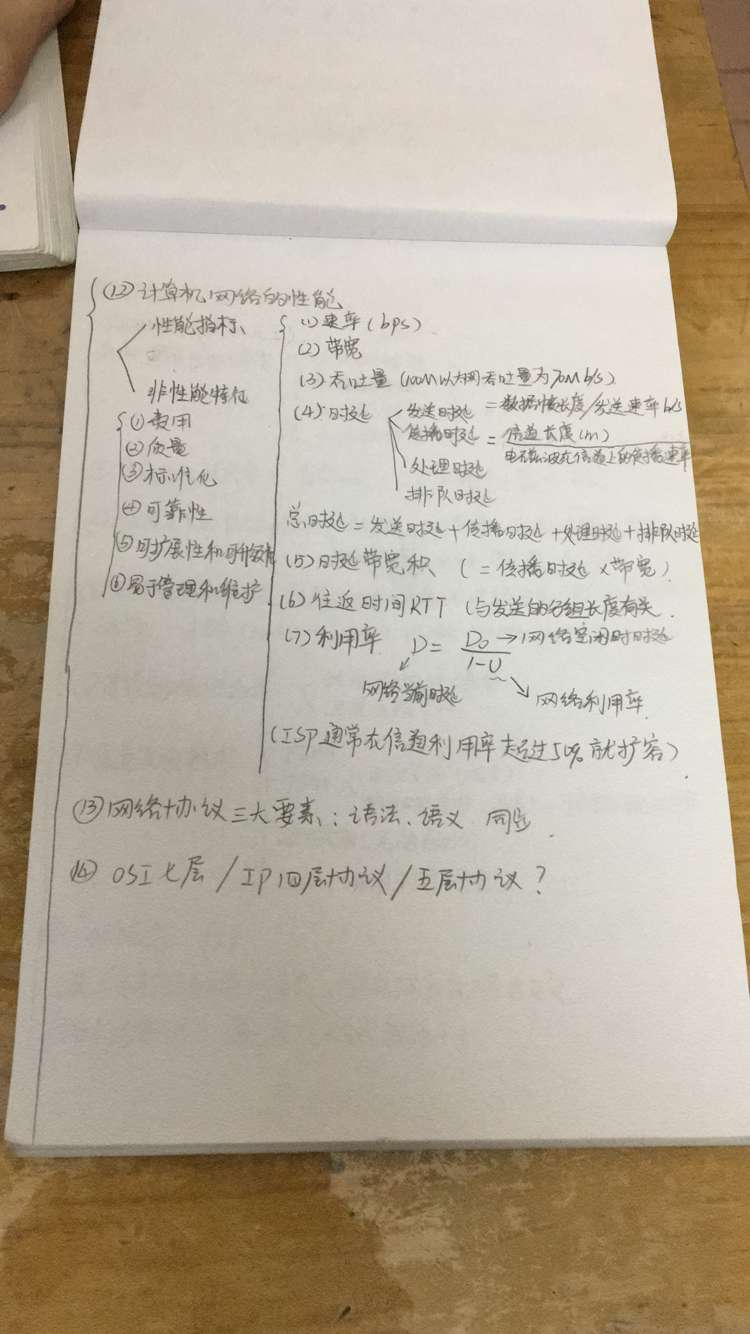 ⑫ 计算机网络的性能
性能指标
非性能特征
① 费用
② 质量
③ 标准化
④ 可靠性
⑤ 可扩展性和可升级性
⑥ 易于管理和维护
(1) 速率 (bps)
(2) 带宽
(3) 吞吐量 (100M以太网吞吐量为70Mb/s)
(4) 时延
发送时延 = 数据帧长度/发送速率 b/s
传播时延 = 信道长度(m)
电磁波在信道上的传播速率
处理时延
排队时延
总时延 = 发送时延 + 传播时延 + 处理时延 + 排队时延
(5) 时延带宽积 ( = 传播时延 × 带宽 )
(6) 往返时间 RTT (与发送的分组长度有关
(7) 利用率 D = D₀ → 网络空闲时时延
1-U
网络当前时延 网络利用率
(ISP通常在信道利用率超过50%就扩容)
⑬ 网络协议三大要素：语法、语义 同步
⑭ OSI七层 / IP四层协议 / 五层协议？